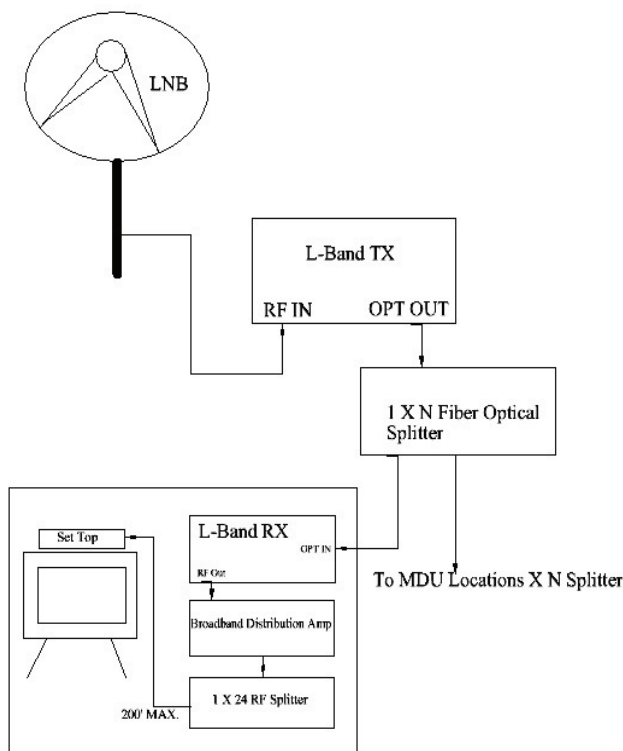 LNB
L-Band TX
RF IN
OPT OUT
1 X N Fiber Optical
Splitter
L-Band RX
OPT IN
RF Out
Set Top
To MDU Locations X N Splitter
Broadband Distribution Amp
1 X 24 RF Splitter
200' MAX.